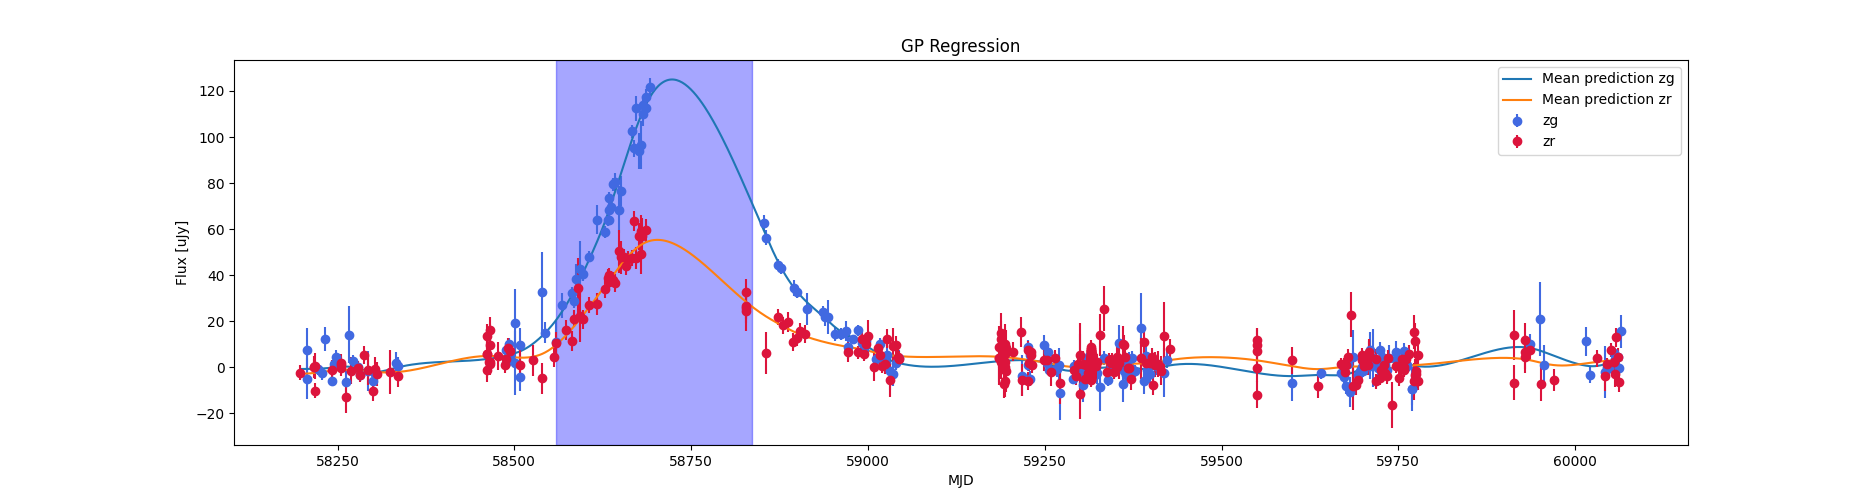 GP Regression
Flux [uJy]
120
100
80
60
40
20
0
−20
58250 58500 58750 59000 59250 59500 59750 60000
MJD
Mean prediction zg
Mean prediction zr
zg
zr